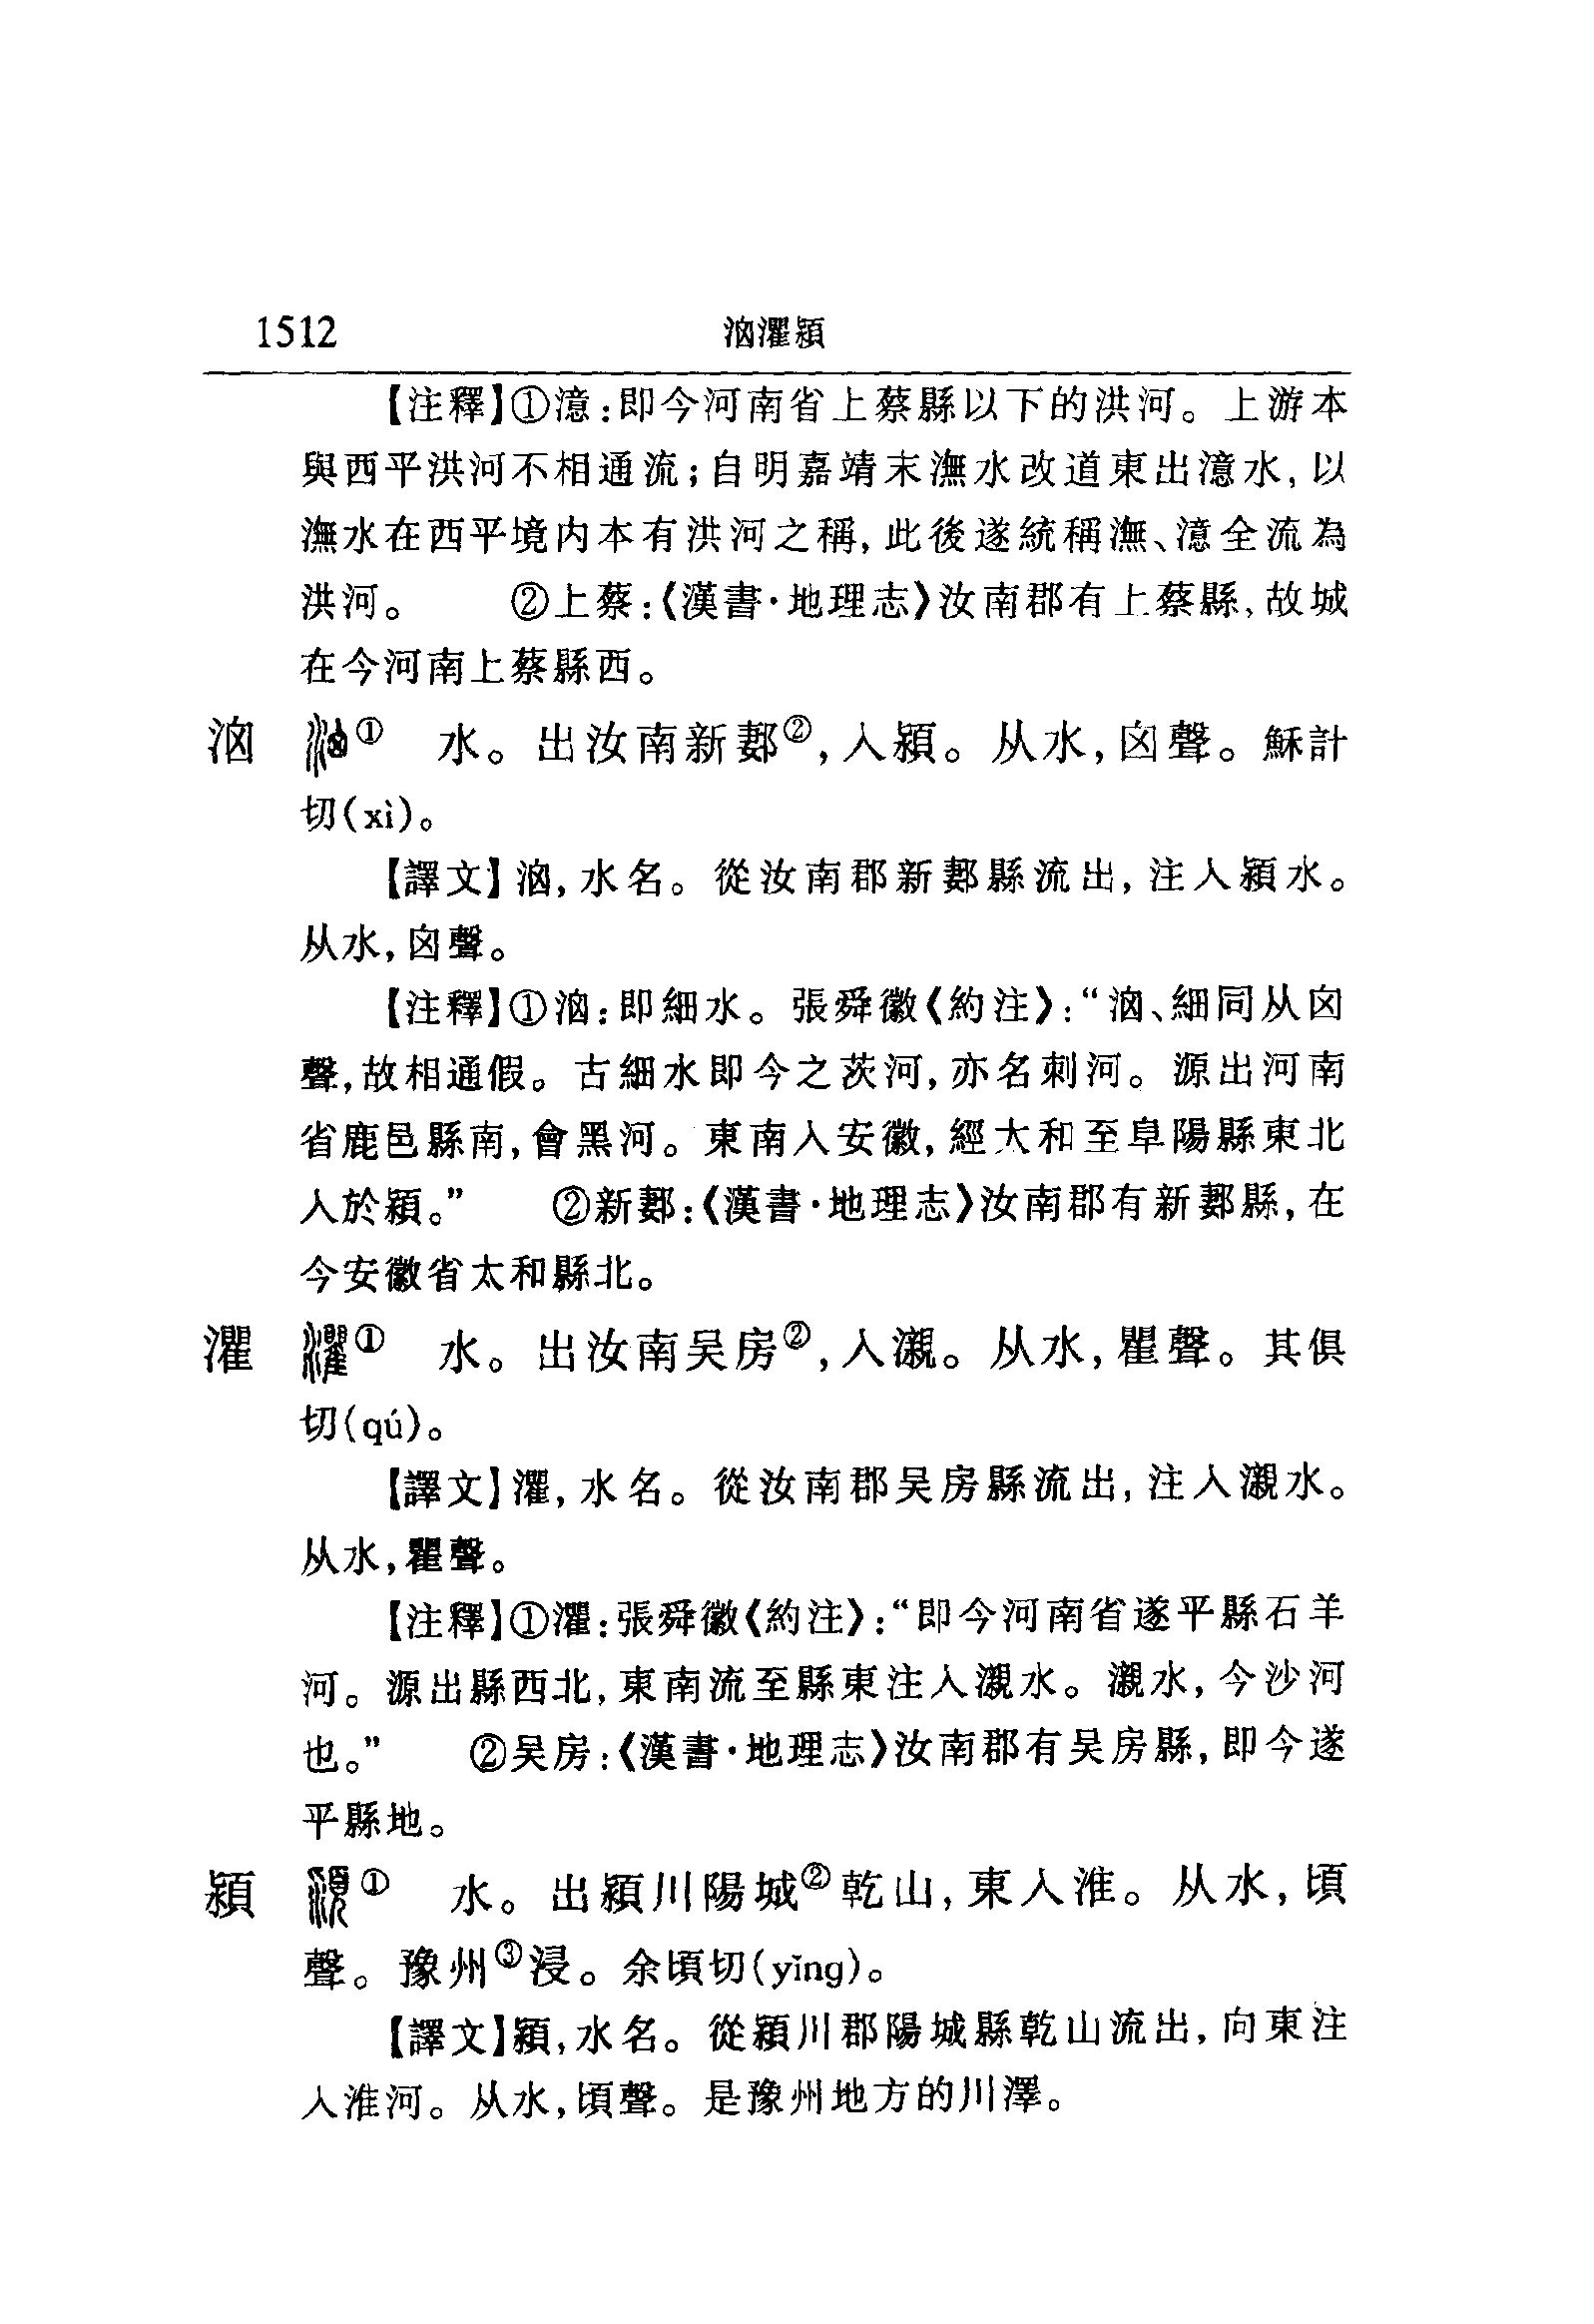 1512 㴽灈潁
【注釋】①澺:即今河南省上蔡縣以下的洪河。上游本
與西平洪河不相通流;自明嘉靖末潕水改道東出澺水,以
潕水在西平境内本有洪河之稱,此後遂統稱潕、澺全流為
洪河。 ②上蔡:《漢書·地理志》汝南郡有上蔡縣,故城
在今河南上蔡縣西。
㴽 ① 水。出汝南新郪②,入潁。从水,囟聲。穌計
切(xì)。
【譯文】㴽,水名。從汝南郡新郪縣流出,注入潁水。
从水,囟聲。
【注釋】①㴽:即細水。張舜徽《約注》:“㴽、細同从囟
聲,故相通假。古細水即今之茨河,亦名刺河。源出河南
省鹿邑縣南,會黑河。東南入安徽,經太和至阜陽縣東北
入於潁。” ②新郪:《漢書·地理志》汝南郡有新郪縣,在
今安徽省太和縣北。
灈 ① 水。出汝南吴房②,入瀙。从水,瞿聲。其俱
切(qú)。
【譯文】灈,水名。從汝南郡吴房縣流出,注入瀙水。
从水,瞿聲。
【注釋】①灈:張舜徽《約注》:“即今河南省遂平縣石羊
河。源出縣西北,東南流至縣東注入瀙水。瀙水,今沙河
也。” ②吴房:《漢書·地理志》汝南郡有吴房縣,即今遂
平縣地。
潁 ① 水。出潁川陽城②乾山,東入淮。从水,頃
聲。豫州③浸。余頃切(yǐng)。
【譯文】潁,水名。從潁川郡陽城縣乾山流出,向東注
入淮河。从水,頃聲。是豫州地方的川澤。